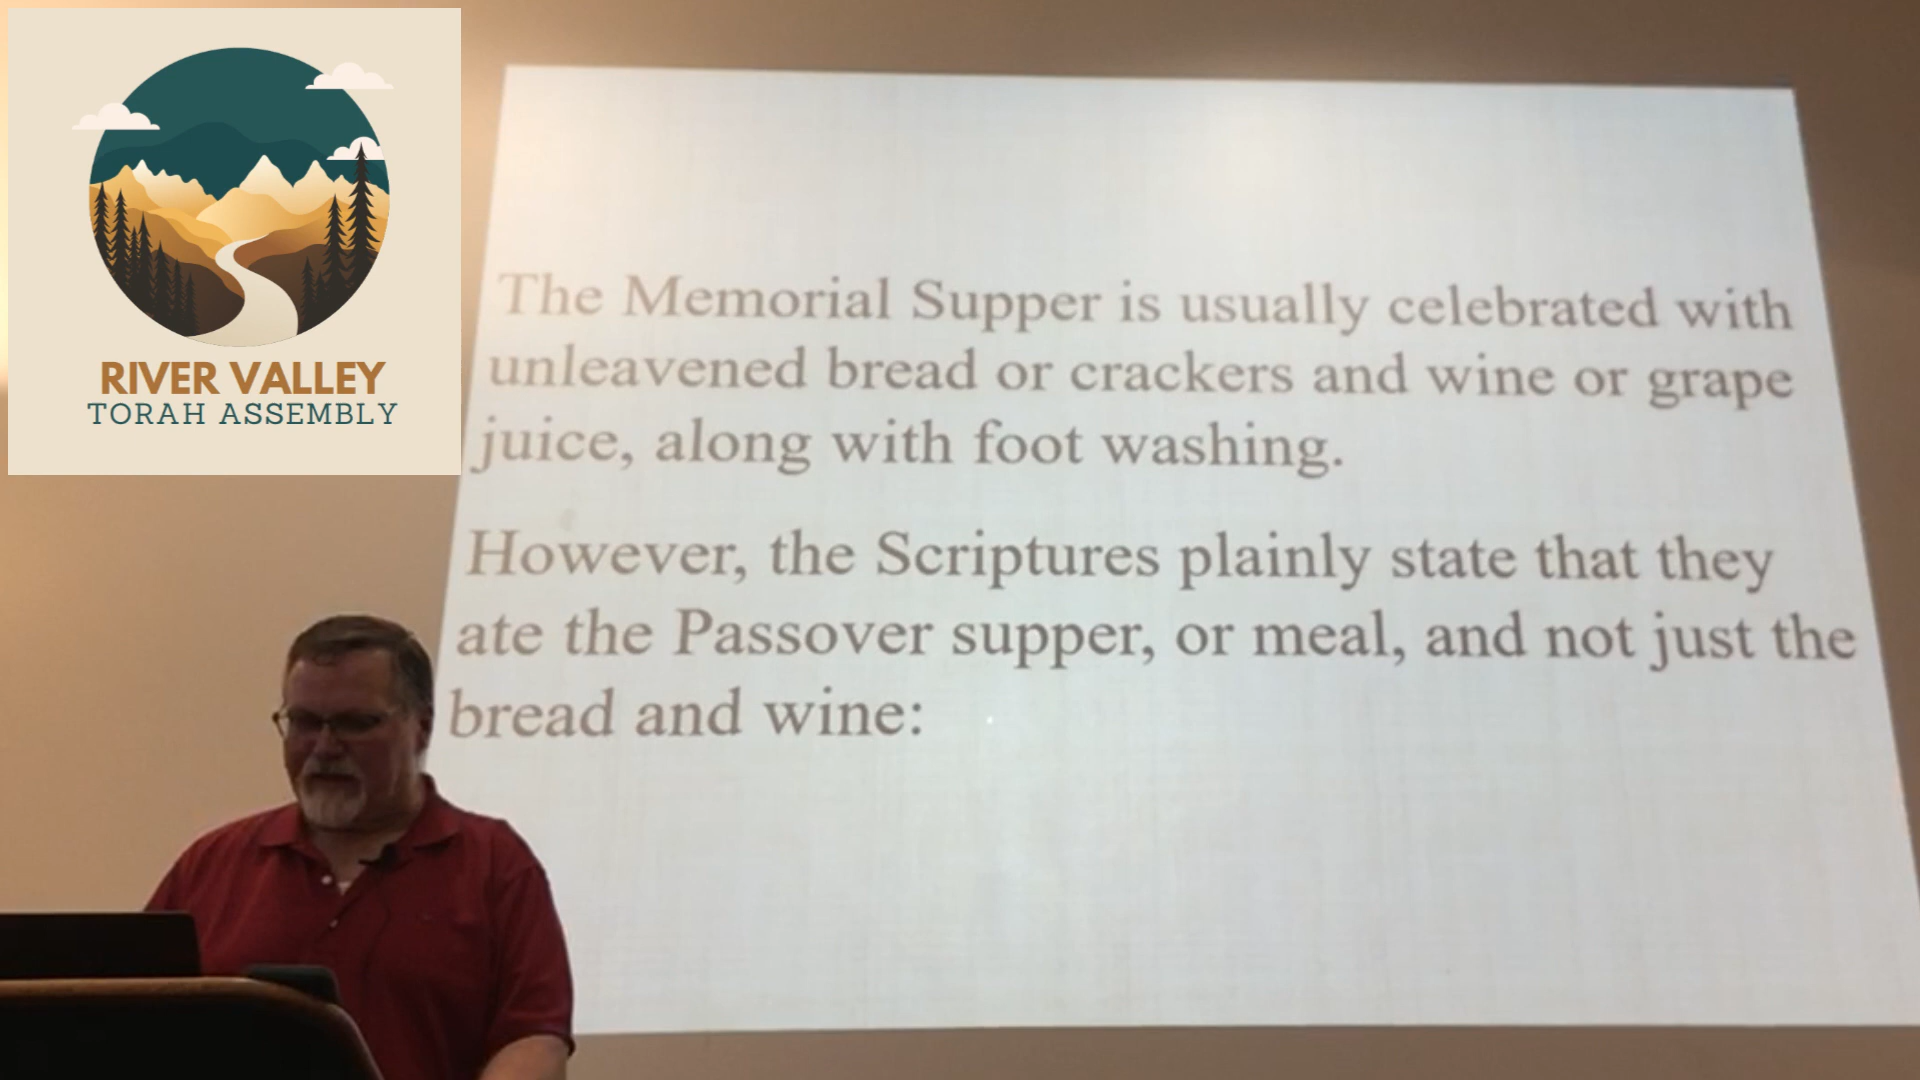 RIVER VALLEY
TORAH ASSEMBLY
The Memorial Supper is usually celebrated with
unleavened bread or crackers and wine or grape
juice, along with foot washing.
However, the Scriptures plainly state that they
ate the Passover supper, or meal, and not just the
bread and wine: